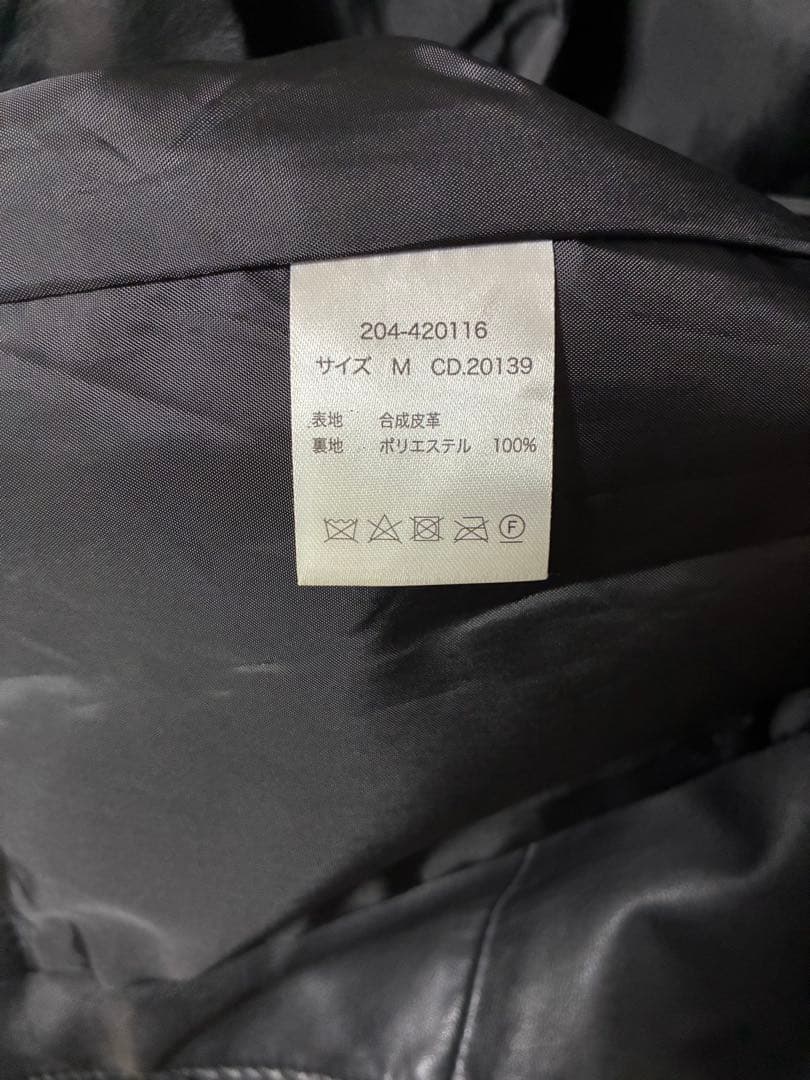 204-420116
サイズ M CD.20139
表地 合成皮革
裏地 ポリエステル 100%
F